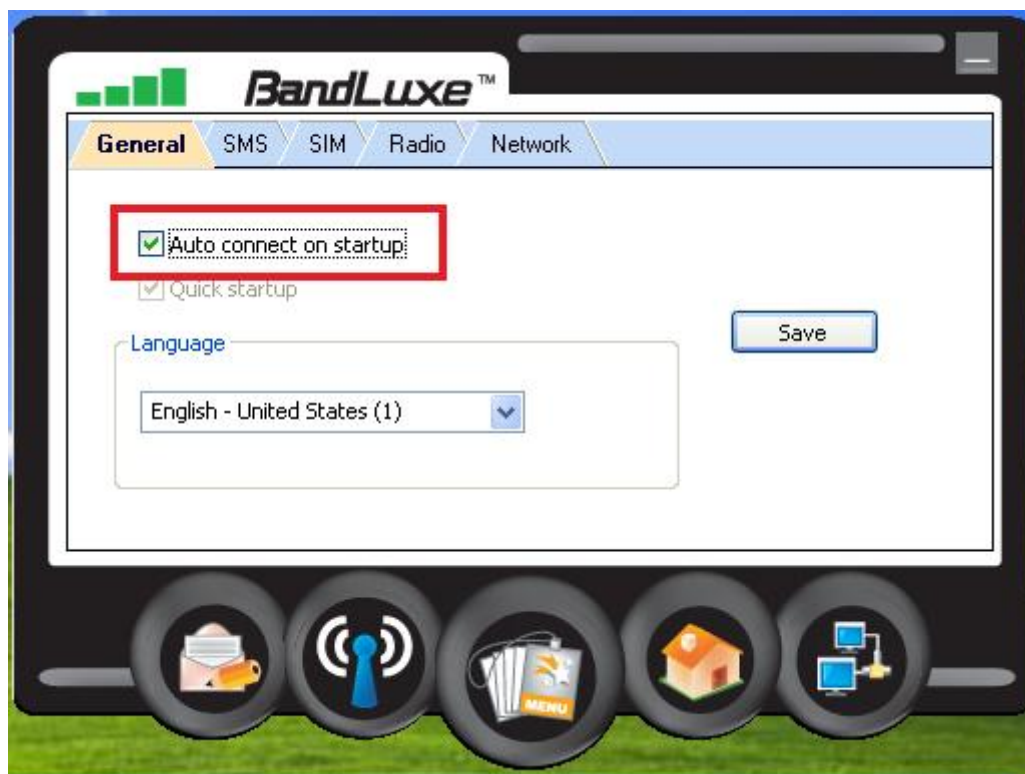 BandLuxe™
General SMS SIM Radio Network
Auto connect on startup
Quick startup
Save
Language
English - United States (1)
MENU